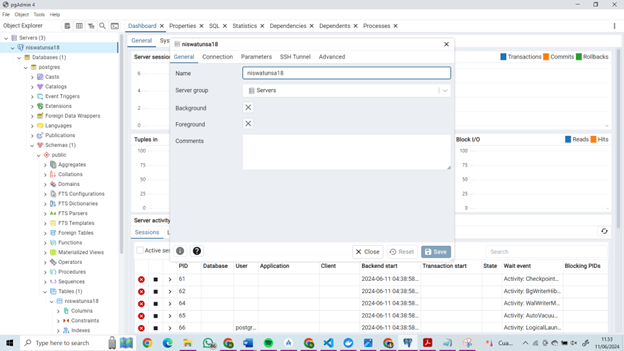 pgAdmin 4
File Object Tools Help
Object Explorer
Dashboard Properties SQL Statistics Dependencies Dependents Processes
Servers (3)
niswatunsa18
Databases (1)
postgres
Casts
Catalogs
Event Triggers
Extensions
Foreign Data Wrappers
Languages
Publications
Schemas (1)
public
Aggregates
Collations
Domains
FTS Configurations
FTS Dictionaries
FTS Parsers
FTS Templates
Foreign Tables
Functions
Materialized Views
Operators
Procedures
Sequences
Tables (1)
niswatunsa18
Columns
Constraints
Indexes
General Sys
Server session
6
4
2
0
Transactions Commits Rollbacks
Tuples in
100
75
50
25
0
Block I/O
Reads Hits
100
75
50
25
0
niswatunsa18
General Connection Parameters SSH Tunnel Advanced
Name niswatunsa18
Server group Servers
Background
Foreground
Comments
Close Reset Save
Server activity
Sessions L
Active ses
Search
PID Database User Application Client Backend start Transaction start State Wait event Blocking PIDs
61 2024-06-11 04:38:58... Activity: Checkpoint...
62 2024-06-11 04:38:58... Activity: BgWriterHib...
64 2024-06-11 04:38:58... Activity: WalWriterM...
65 2024-06-11 04:38:58... Activity: AutoVacuu...
66 postgr... 2024-06-11 04:38:58... Activity: LogicalLaun...
Type here to search
Cua...
11:53
11/06/2024